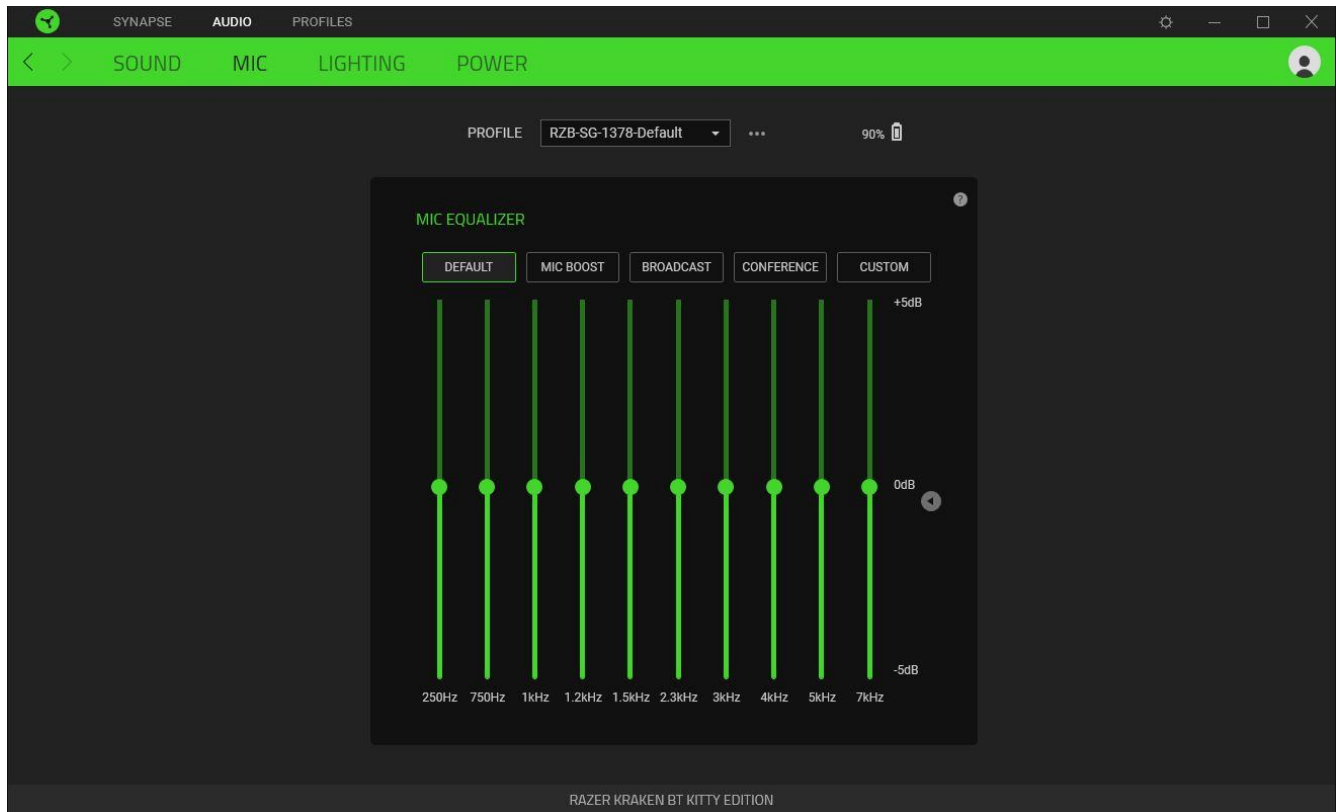 SYNAPSE AUDIO PROFILES
SOUND MIC LIGHTING POWER
PROFILE RZB-SG-1378-Default 90%
?
MIC EQUALIZER
DEFAULT MIC BOOST BROADCAST CONFERENCE CUSTOM
+5dB
0dB
-5dB
250Hz 750Hz 1kHz 1.2kHz 1.5kHz 2.3kHz 3kHz 4kHz 5kHz 7kHz
RAZER KRAKEN BT KITTY EDITION